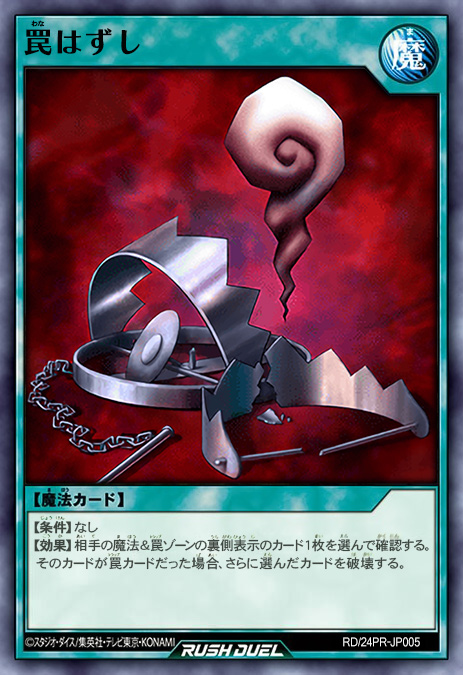 わな
罠はずし
ま
魔
【魔法カード】
【条件】なし
【効果】相手の魔法&罠ゾーンの裏側表示のカード1枚を選んで確認する。
そのカードが罠カードだった場合、さらに選んだカードを破壊する。
©スタジオ・ダイス/集英社・テレビ東京・KONAMI
RUSH DUEL
RD/24PR-JP005